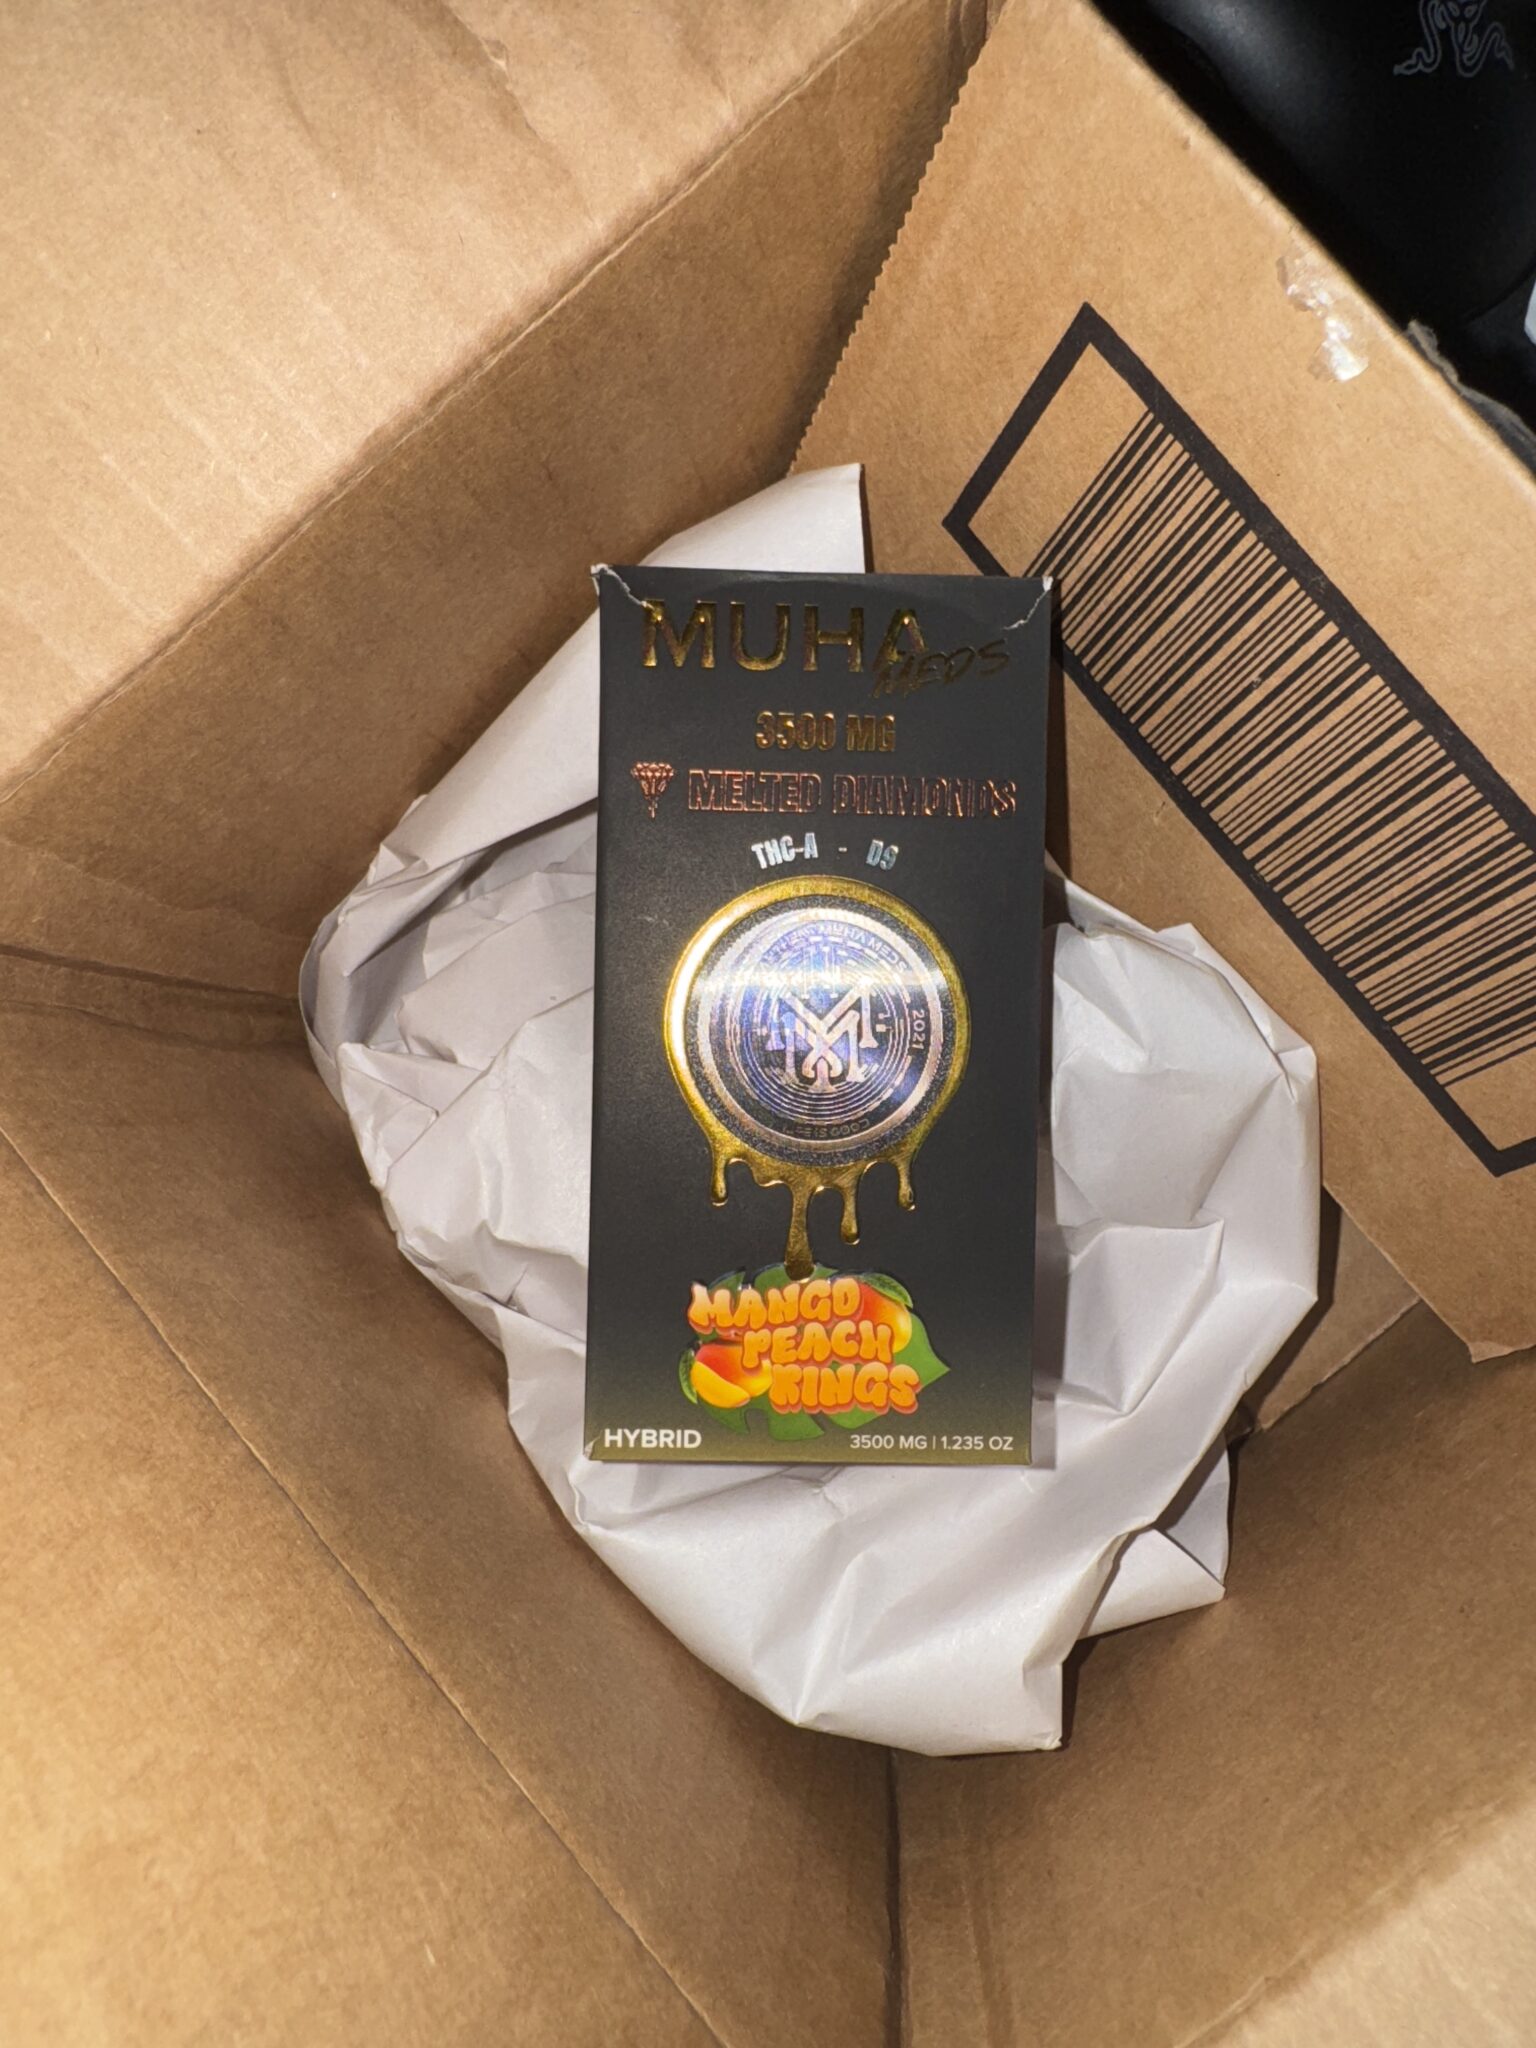 MUHA
MEDS
3500 MG
MELTED DIAMONDS
THC-A - D9
MUHA MEDS
2021
MANGO
PEACH
KINGS
HYBRID
3500 MG | 1.235 OZ